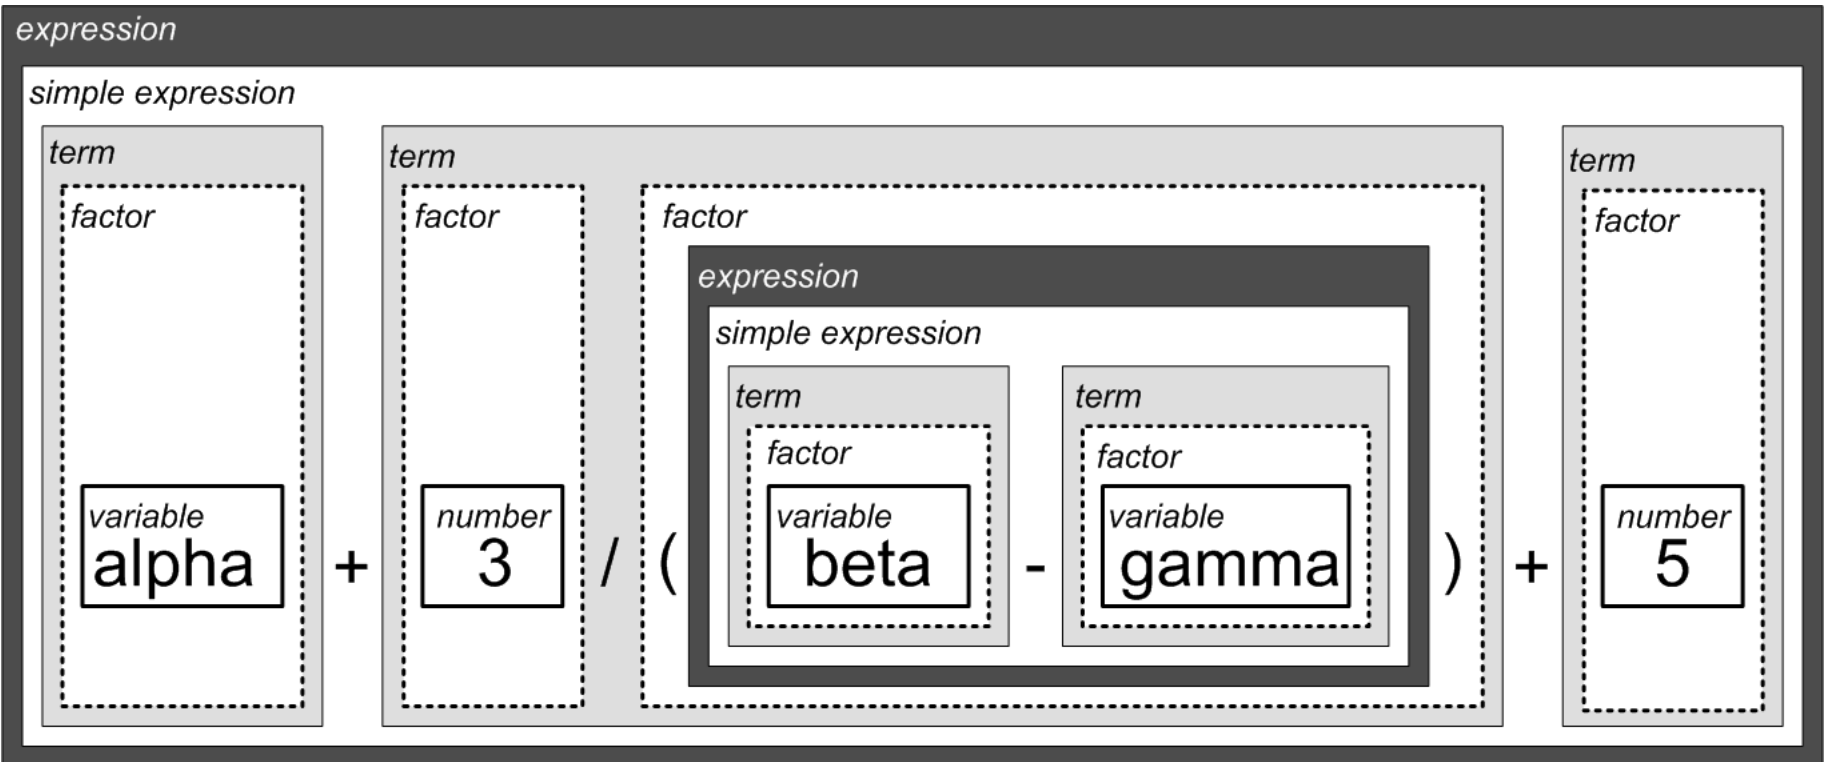 expression
simple expression
term term term
factor factor factor factor
expression
simple expression
term term
factor factor
variable number variable variable number
alpha + 3 / ( beta - gamma ) + 5